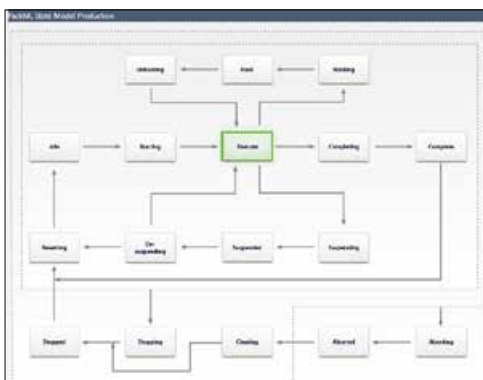 PackML State Model Production
Unholding
Held
Holding
Idle
Starting
Execute
Completing
Complete
Resetting
Un-
suspending
Suspended
Suspending
Stopped
Stopping
Clearing
Aborted
Aborting